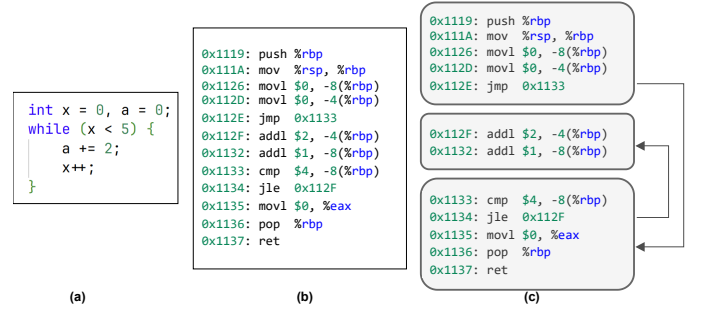 int x = 0, a = 0;
while (x < 5) {
a += 2;
x++;
}
(a)
0x1119: push %rbp
0x111A: mov %rsp, %rbp
0x1126: movl $0, -8(%rbp)
0x112D: movl $0, -4(%rbp)
0x112E: jmp 0x1133
0x112F: addl $2, -4(%rbp)
0x1132: addl $1, -8(%rbp)
0x1133: cmp $4, -8(%rbp)
0x1134: jle 0x112F
0x1135: movl $0, %eax
0x1136: pop %rbp
0x1137: ret
(b)
0x1119: push %rbp
0x111A: mov %rsp, %rbp
0x1126: movl $0, -8(%rbp)
0x112D: movl $0, -4(%rbp)
0x112E: jmp 0x1133
0x112F: addl $2, -4(%rbp)
0x1132: addl $1, -8(%rbp)
0x1133: cmp $4, -8(%rbp)
0x1134: jle 0x112F
0x1135: movl $0, %eax
0x1136: pop %rbp
0x1137: ret
(c)